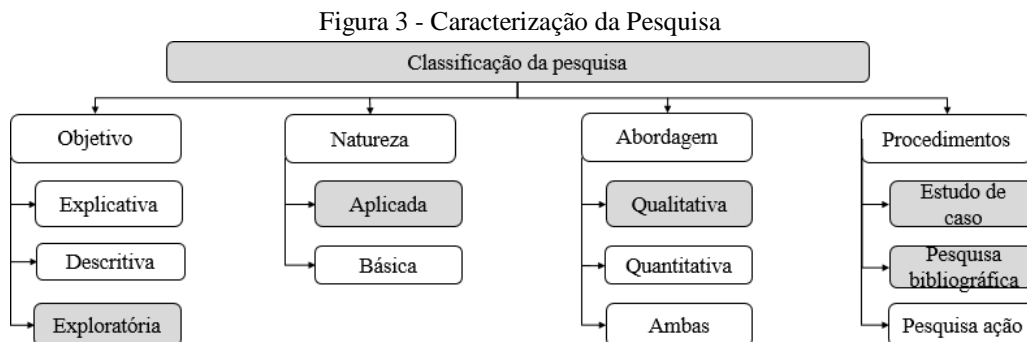 Figura 3 - Caracterização da Pesquisa
Classificação da pesquisa
Objetivo
Explicativa
Descritiva
Exploratória
Natureza
Aplicada
Básica
Abordagem
Qualitativa
Quantitativa
Ambas
Procedimentos
Estudo de
caso
Pesquisa
bibliográfica
Pesquisa ação